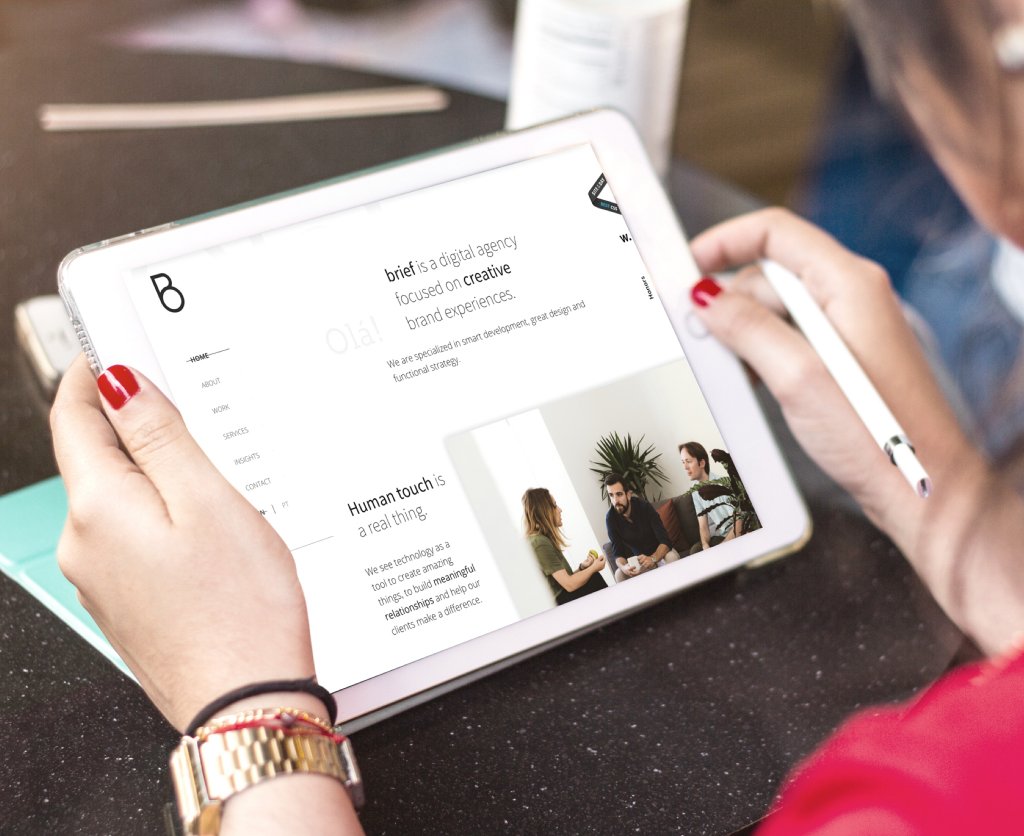 B
HOME
ABOUT
WORK
SERVICES
INSIGHTS
CONTACT
PT
Olá!
brief is a digital agency
focused on creative
brand experiences.
We are specialized in smart development, great design and
functional strategy.
Human touch is
a real thing.
We see technology as a
tool to create amazing
things, to build meaningful
relationships and help our
clients make a difference.
w.
Honors